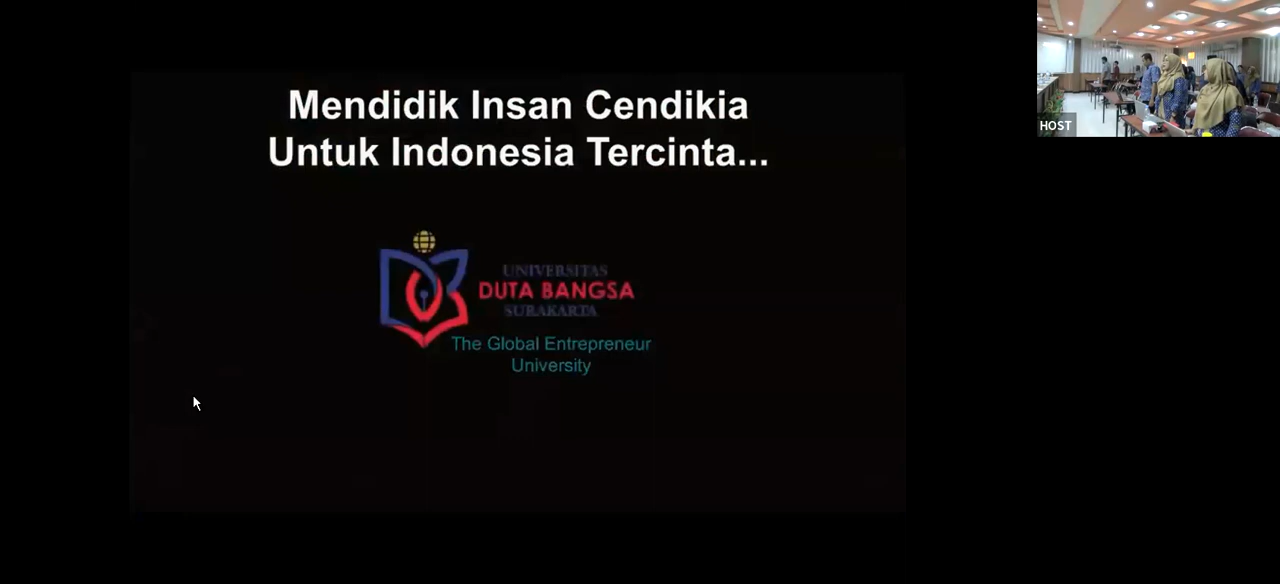 Mendidik Insan Cendikia
Untuk Indonesia Tercinta...
UNIVERSITAS
DUTA BANGSA
SURAKARTA
The Global Entrepreneur
University
HOST